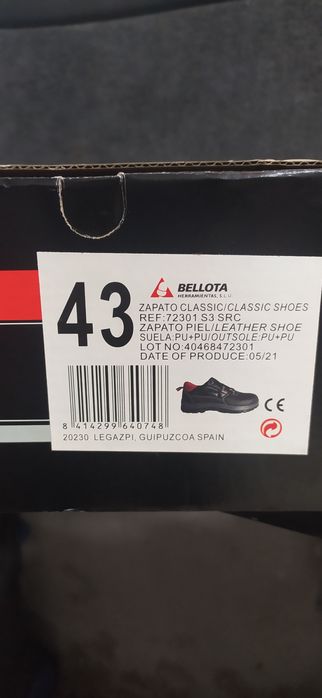 43
BELLOTA
HERRAMIENTAS, S.L.U
ZAPATO CLASSIC/CLASSIC SHOES
REF:72301 S3 SRC
ZAPATO PIEL/LEATHER SHOE
SUELA:PU+PU/OUTSOLE:PU+PU
LOT NO:40468472301
DATE OF PRODUCE:05/21
8 414299 640748
CE
20230 LEGAZPI, GUIPUZCOA SPAIN